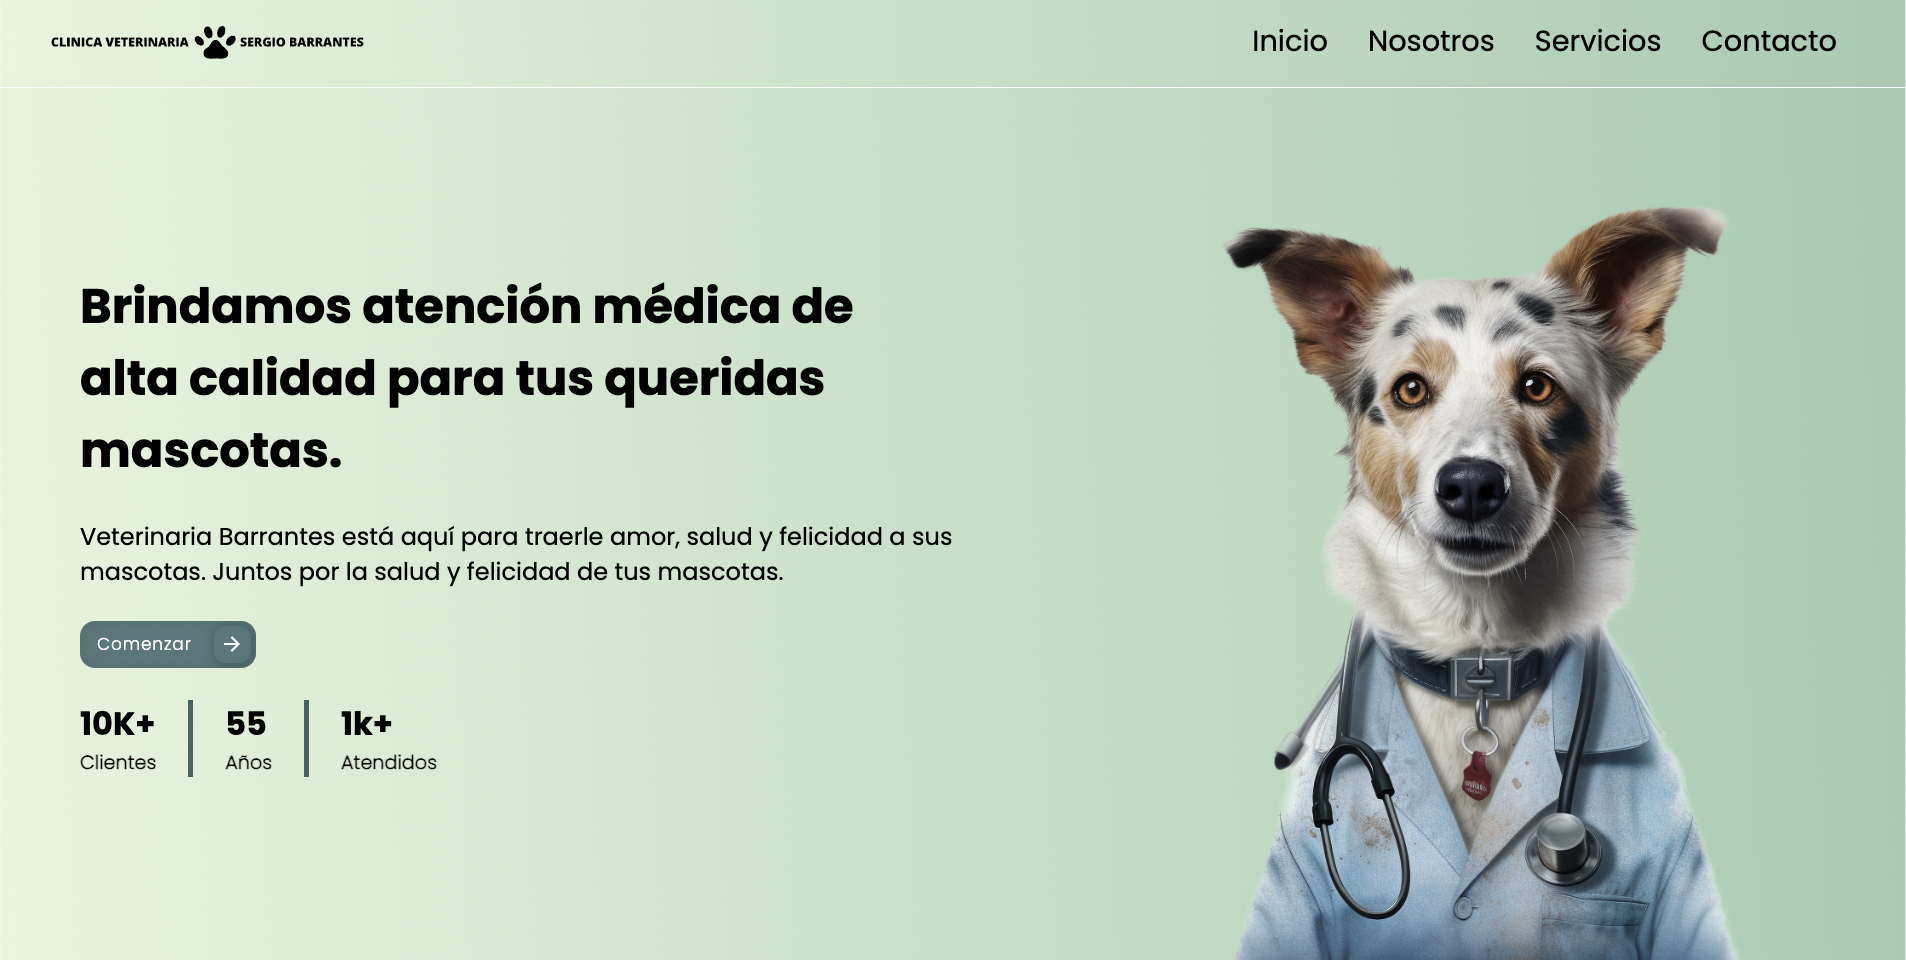 CLINICA VETERINARIA SERGIO BARRANTES
Inicio Nosotros Servicios Contacto
Brindamos atención médica de
alta calidad para tus queridas
mascotas.
Veterinaria Barrantes está aquí para traerle amor, salud y felicidad a sus
mascotas. Juntos por la salud y felicidad de tus mascotas.
Comenzar
10K+ 55 1k+
Clientes Años Atendidos